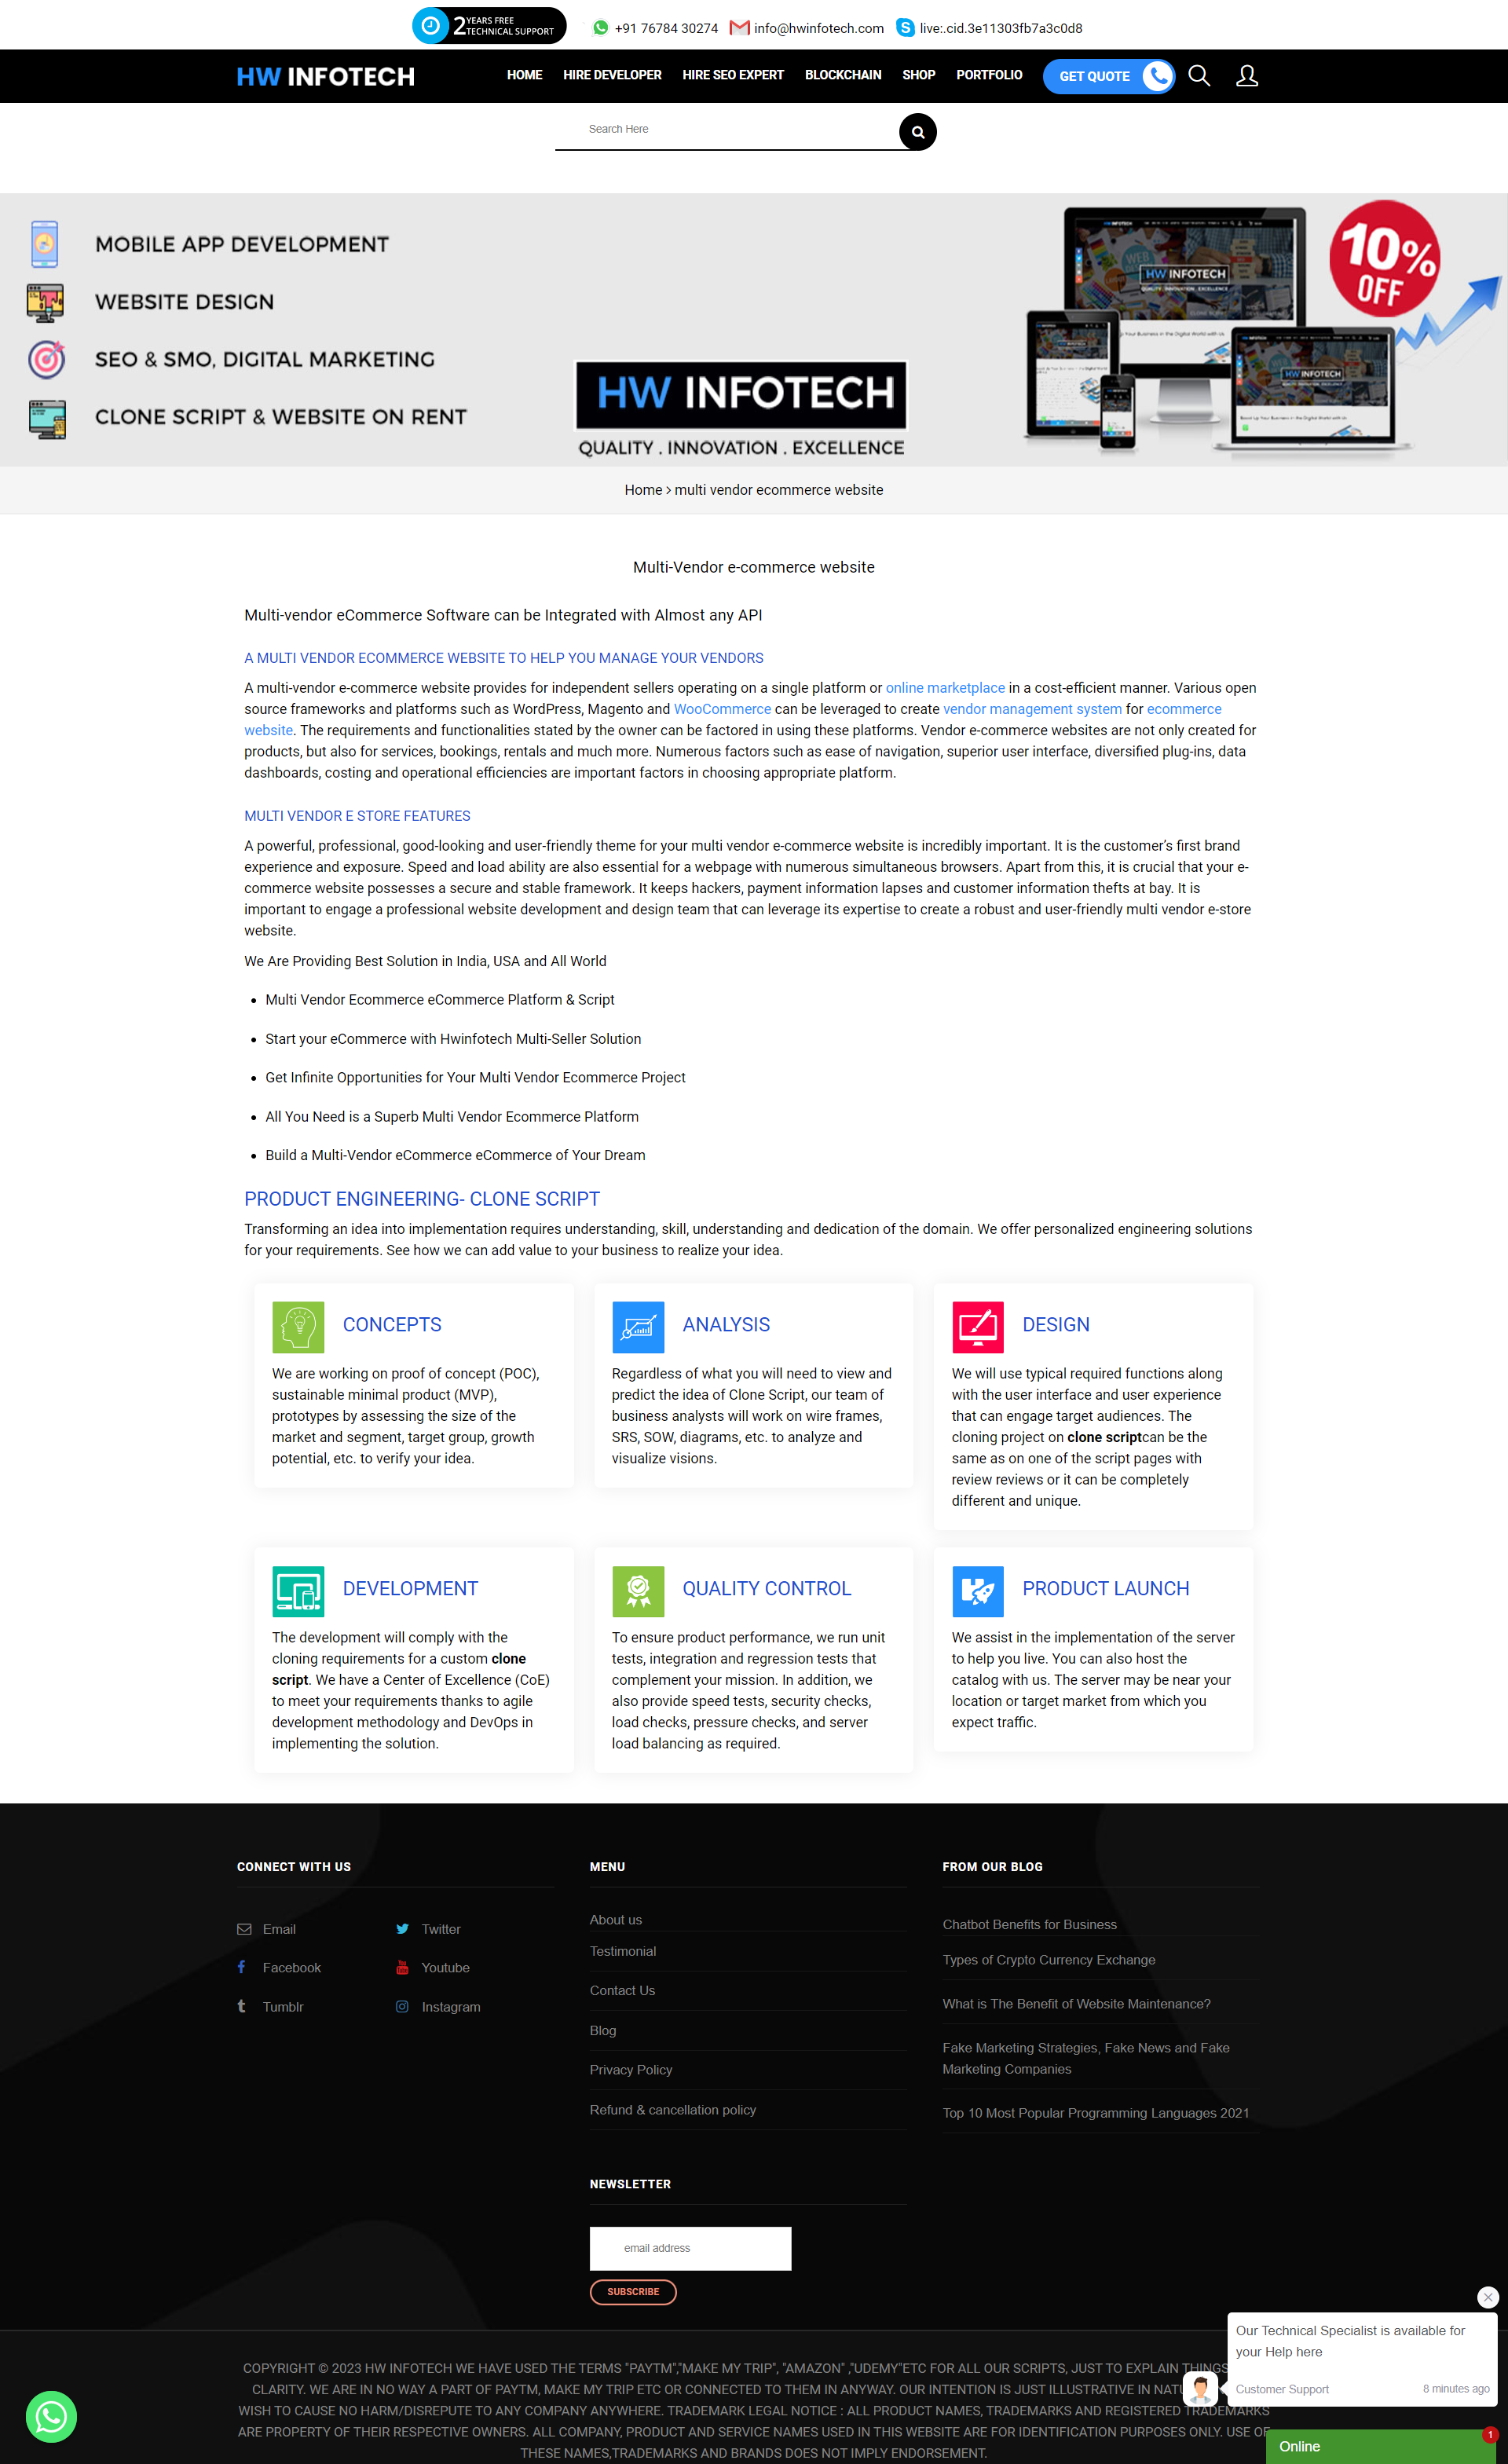 2 YEARS FREE TECHNICAL SUPPORT
+91 76784 30274
info@hwinfotech.com
live:.cid.3e11303fb7a3c0d8
HW INFOTECH
HOME
HIRE DEVELOPER
HIRE SEO EXPERT
BLOCKCHAIN
SHOP
PORTFOLIO
GET QUOTE
Search Here
MOBILE APP DEVELOPMENT
WEBSITE DESIGN
SEO & SMO, DIGITAL MARKETING
CLONE SCRIPT & WEBSITE ON RENT
HW INFOTECH
QUALITY . INNOVATION . EXCELLENCE
HW INFOTECH
QUALITY . INNOVATION . EXCELLENCE
HW INFOTECH
10%
OFF
Home > multi vendor ecommerce website
Multi-Vendor e-commerce website
Multi-vendor eCommerce Software can be Integrated with Almost any API
A MULTI VENDOR ECOMMERCE WEBSITE TO HELP YOU MANAGE YOUR VENDORS
A multi-vendor e-commerce website provides for independent sellers operating on a single platform or online marketplace in a cost-efficient manner. Various open
source frameworks and platforms such as WordPress, Magento and WooCommerce can be leveraged to create vendor management system for ecommerce
website. The requirements and functionalities stated by the owner can be factored in using these platforms. Vendor e-commerce websites are not only created for
products, but also for services, bookings, rentals and much more. Numerous factors such as ease of navigation, superior user interface, diversified plug-ins, data
dashboards, costing and operational efficiencies are important factors in choosing appropriate platform.
MULTI VENDOR E STORE FEATURES
A powerful, professional, good-looking and user-friendly theme for your multi vendor e-commerce website is incredibly important. It is the customer's first brand
experience and exposure. Speed and load ability are also essential for a webpage with numerous simultaneous browsers. Apart from this, it is crucial that your e-
commerce website possesses a secure and stable framework. It keeps hackers, payment information lapses and customer information thefts at bay. It is
important to engage a professional website development and design team that can leverage its expertise to create a robust and user-friendly multi vendor e-store
website.
We Are Providing Best Solution in India, USA and All World
• Multi Vendor Ecommerce eCommerce Platform & Script
• Start your eCommerce with Hwinfotech Multi-Seller Solution
• Get Infinite Opportunities for Your Multi Vendor Ecommerce Project
• All You Need is a Superb Multi Vendor Ecommerce Platform
• Build a Multi-Vendor eCommerce eCommerce of Your Dream
PRODUCT ENGINEERING- CLONE SCRIPT
Transforming an idea into implementation requires understanding, skill, understanding and dedication of the domain. We offer personalized engineering solutions
for your requirements. See how we can add value to your business to realize your idea.
CONCEPTS
We are working on proof of concept (POC),
sustainable minimal product (MVP),
prototypes by assessing the size of the
market and segment, target group, growth
potential, etc. to verify your idea.
ANALYSIS
Regardless of what you will need to view and
predict the idea of Clone Script, our team of
business analysts will work on wire frames,
SRS, SOW, diagrams, etc. to analyze and
visualize visions.
DESIGN
We will use typical required functions along
with the user interface and user experience
that can engage target audiences. The
cloning project on clone scriptcan be the
same as on one of the script pages with
review reviews or it can be completely
different and unique.
DEVELOPMENT
The development will comply with the
cloning requirements for a custom clone
script. We have a Center of Excellence (CoE)
to meet your requirements thanks to agile
development methodology and DevOps in
implementing the solution.
QUALITY CONTROL
To ensure product performance, we run unit
tests, integration and regression tests that
complement your mission. In addition, we
also provide speed tests, security checks,
load checks, pressure checks, and server
load balancing as required.
PRODUCT LAUNCH
We assist in the implementation of the server
to help you live. You can also host the
catalog with us. The server may be near your
location or target market from which you
expect traffic.
CONNECT WITH US
Email
Twitter
Facebook
Youtube
Tumblr
Instagram
MENU
About us
Testimonial
Contact Us
Blog
Privacy Policy
Refund & cancellation policy
FROM OUR BLOG
Chatbot Benefits for Business
Types of Crypto Currency Exchange
What is The Benefit of Website Maintenance?
Fake Marketing Strategies, Fake News and Fake
Marketing Companies
Top 10 Most Popular Programming Languages 2021
NEWSLETTER
email address
SUBSCRIBE
COPYRIGHT © 2023 HW INFOTECH WE HAVE USED THE TERMS "PAYTM","MAKE MY TRIP", "AMAZON" ,"UDEMY"ETC FOR ALL OUR SCRIPTS, JUST TO EXPLAIN THINGS
CLARITY. WE ARE IN NO WAY A PART OF PAYTM, MAKE MY TRIP ETC OR CONNECTED TO THEM IN ANYWAY. OUR INTENTION IS JUST ILLUSTRATIVE IN
WISH TO CAUSE NO HARM/DISREPUTE TO ANY COMPANY ANYWHERE. TRADEMARK LEGAL NOTICE : ALL PRODUCT NAMES, TRADEMARKS AND REGISTERED TRADEMARKS
ARE PROPERTY OF THEIR RESPECTIVE OWNERS. ALL COMPANY, PRODUCT AND SERVICE NAMES USED IN THIS WEBSITE ARE FOR IDENTIFICATION PURPOSES ONLY. USE OF
THESE NAMES,TRADEMARKS AND BRANDS DOES NOT IMPLY ENDORSEMENT.
Our Technical Specialist is available for
your Help here
Customer Support
8 minutes ago
Online
1